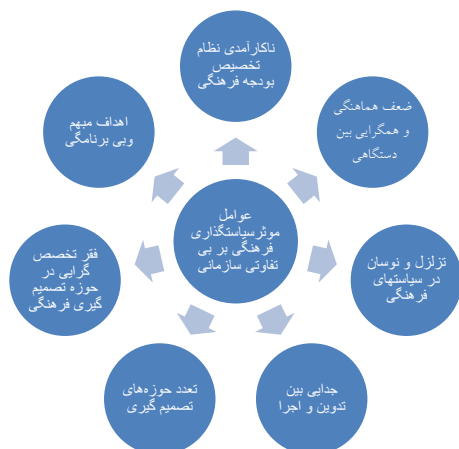 ناکارآمدی نظام
تخصیص
بودجه فرهنگی
ضعف هماهنگی
و همگرایی بین
دستگاهی
تزلزل و نوسان
در سیاستهای
فرهنگی
جدایی بین
تدوین و اجرا
تعدد حوزه‌های
تصمیم گیری
فقر تخصص
گرایی در
حوزه تصمیم
گیری فرهنگی
اهداف مبهم
وبی برنامگی
عوامل
موثرسیاستگذاری
فرهنگی بر بی
تفاوتی سازمانی